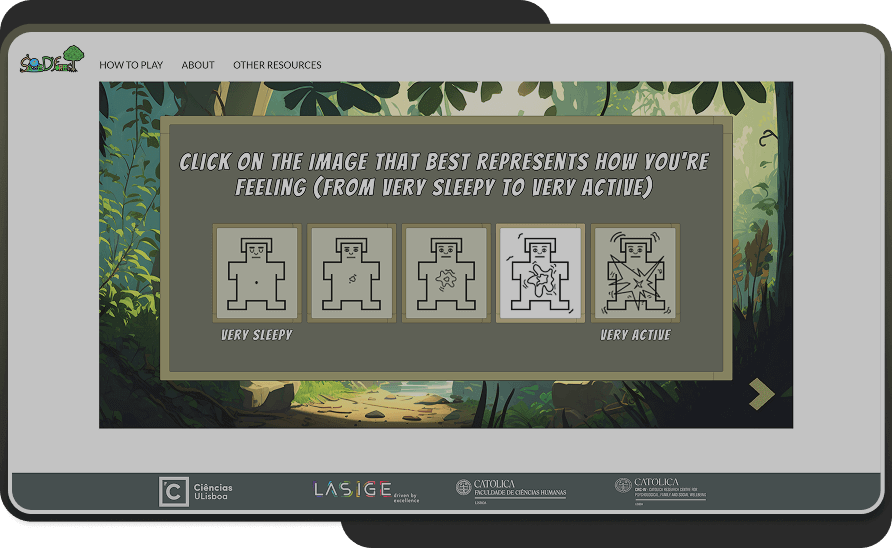 HOW TO PLAY ABOUT OTHER RESOURCES
CLICK ON THE IMAGE THAT BEST REPRESENTS HOW YOU'RE
FEELING (FROM VERY SLEEPY TO VERY ACTIVE)
VERY SLEEPY VERY ACTIVE
Ciências
ULisboa
LASIGE driven by
excellence
CATOLICA
FACULDADE DE CIÊNCIAS HUMANAS
LISBOA
CATOLICA